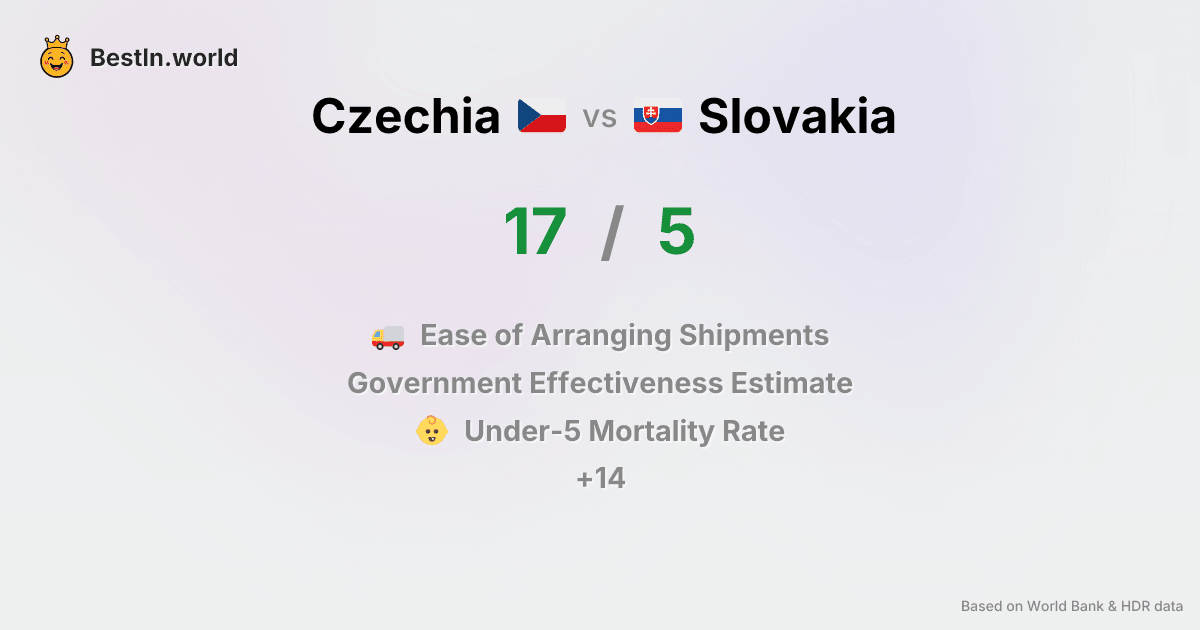 BestIn.world
Czechia vs Slovakia
17 / 5
Ease of Arranging Shipments
Government Effectiveness Estimate
Under-5 Mortality Rate
+14
Based on World Bank & HDR data